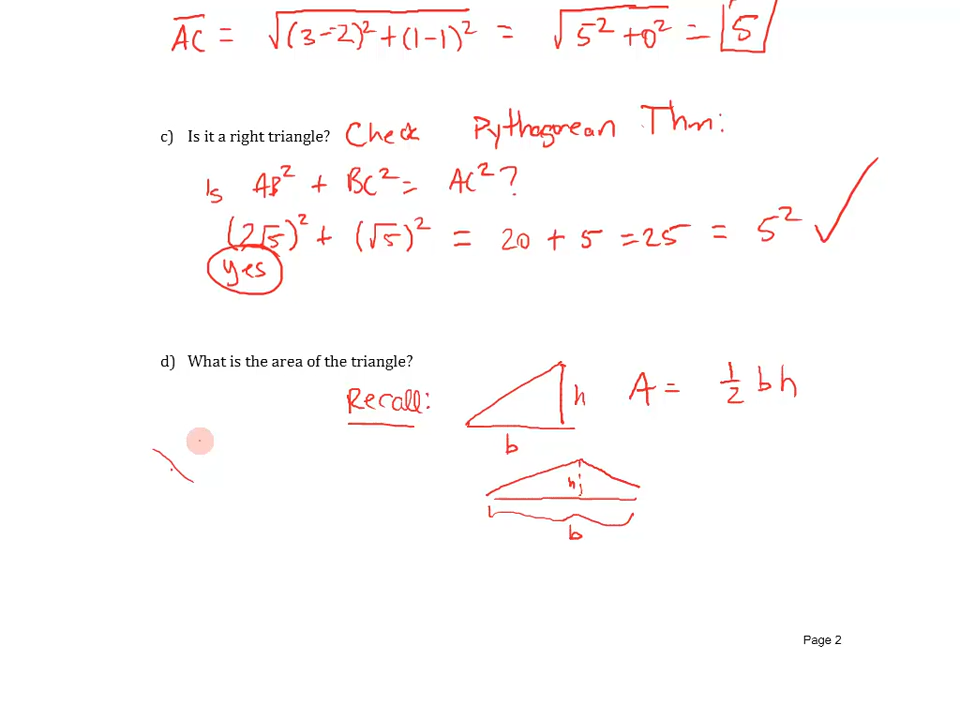 AC = √(3--2)²+(1-1)² = √5²+0² = 5
c) Is it a right triangle? Check Pythagorean Thm:
Is AB² + BC² = AC²?
(2√5)² + (√5)² = 20 + 5 = 25 = 5² ✓
yes
d) What is the area of the triangle?
Recall: h A = ½ bh
b
h
b
Page 2